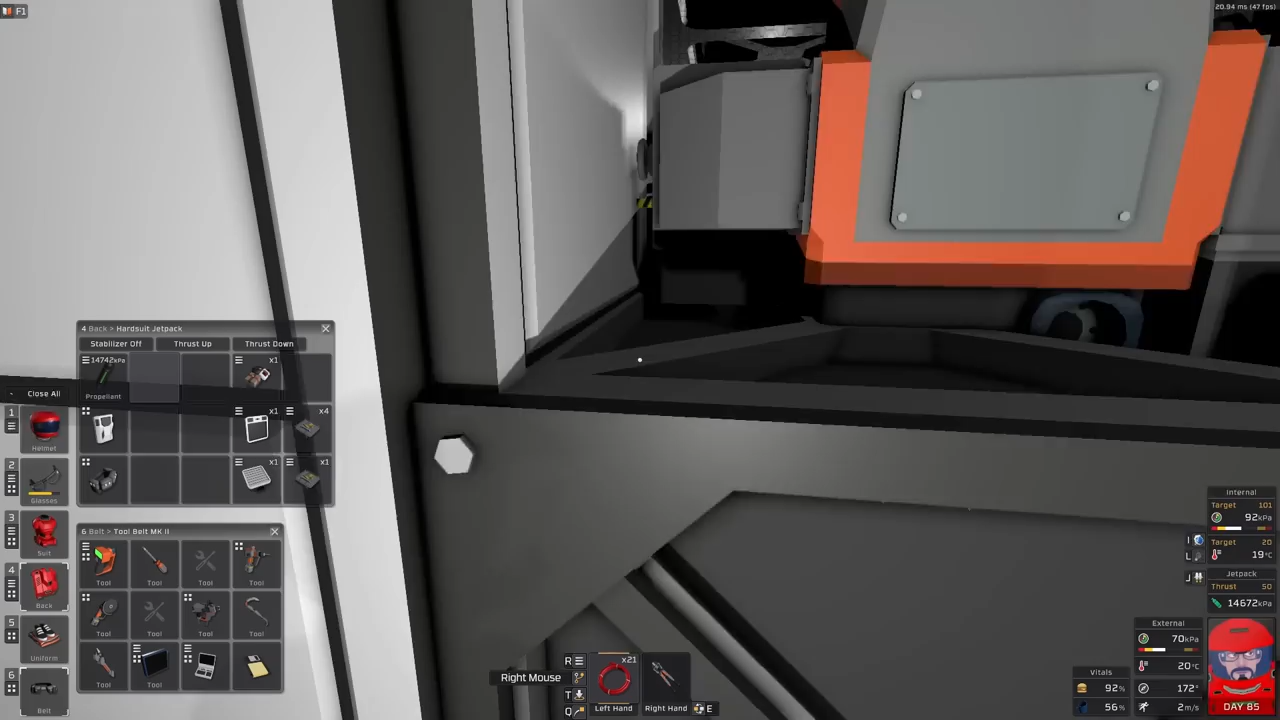 F1
20.94 ms (47 fps)
4 Back > Hardsuit Jetpack
Stabilizer Off Thrust Up Thrust Down
14742kPa
Propellant
x1
x1
x4
x1
x1
Close All
1
Helmet
2
Glasses
3
Suit
4
Back
5
Uniform
6
Belt
6 Belt > Tool Belt MK II
Tool Tool Tool Tool
Tool Tool Tool Tool
Tool Tool
Right Mouse
R
T
Q
x21
Left Hand
Right Hand
E
Internal
Target 101
92kPa
Target 20
19°C
I
L
J
Jetpack
Thrust 50
14672kPa
External
70kPa
20°C
172°
2m/s
Vitals
92%
56%
DAY 85